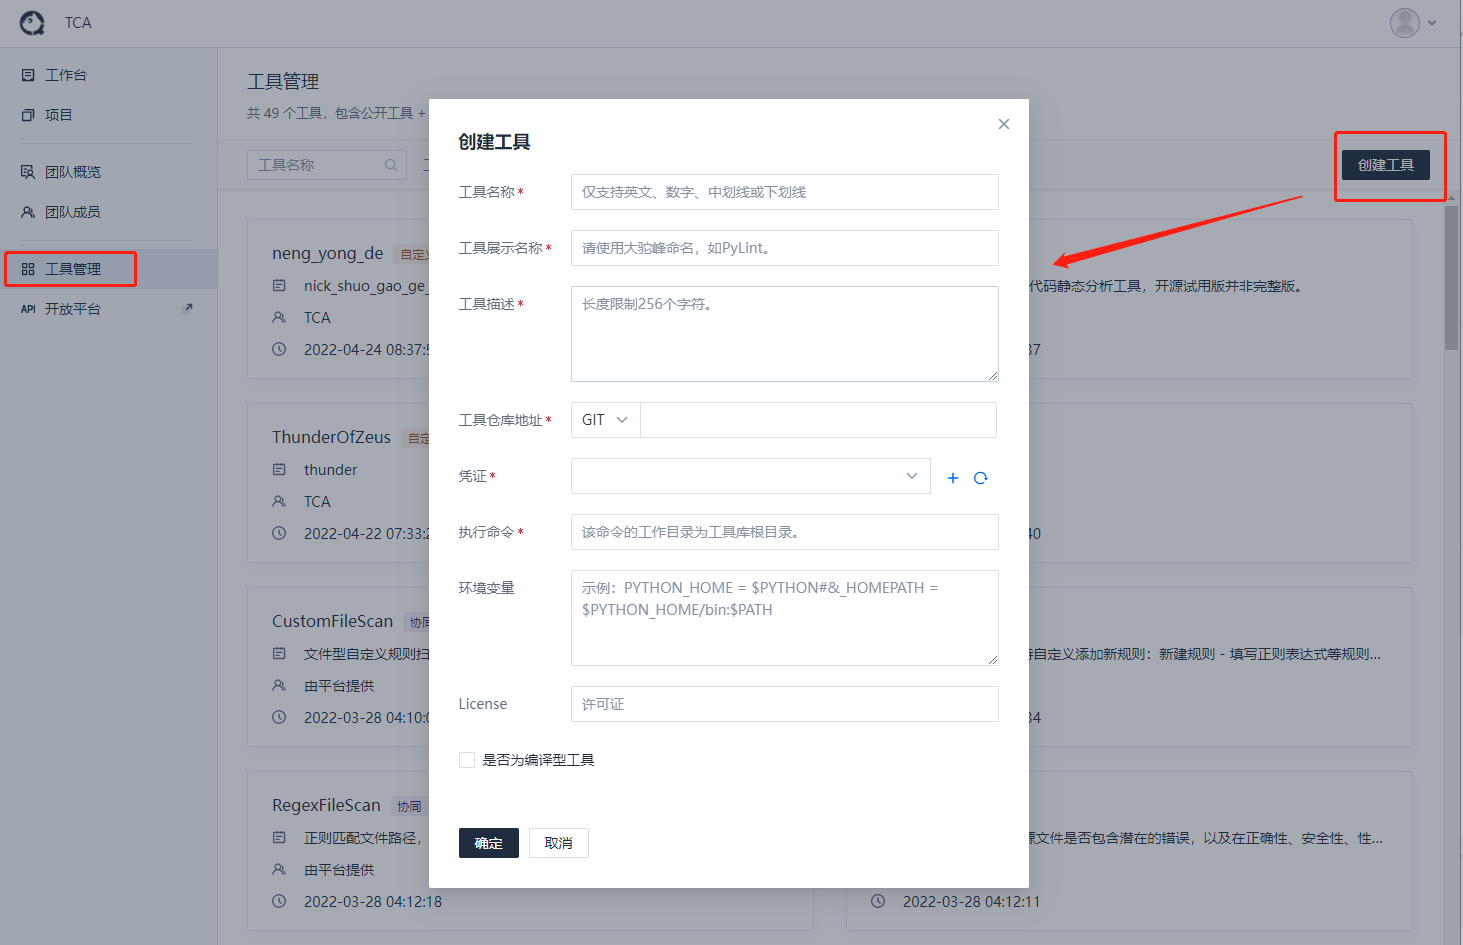 TCA
工作台
项目
团队概览
团队成员
工具管理
API 开放平台
工具管理
共 49 个工具，包含公开工具 +
工具名称
创建工具
neng_yong_de 自定
nick_shuo_gao_ge_
TCA
2022-04-24 08:37:
代码静态分析工具，开源试用版并非完整版。
37
ThunderOfZeus 自定
thunder
TCA
2022-04-22 07:33:
40
CustomFileScan 协同
文件型自定义规则扫
由平台提供
2022-03-28 04:10:
自定义添加新规则：新建规则 - 填写正则表达式等规则...
34
RegexFileScan 协同
正则匹配文件路径，
由平台提供
2022-03-28 04:12:18
源文件是否包含潜在的错误，以及在正确性、安全性、性...
2022-03-28 04:12:11
创建工具
工具名称* 仅支持英文、数字、中划线或下划线
工具展示名称* 请使用大驼峰命名，如PyLint。
工具描述* 长度限制256个字符。
工具仓库地址* GIT
凭证*
执行命令* 该命令的工作目录为工具库根目录。
环境变量 示例：PYTHON_HOME = $PYTHON#&_HOMEPATH =
$PYTHON_HOME/bin:$PATH
License 许可证
是否为编译型工具
确定 取消